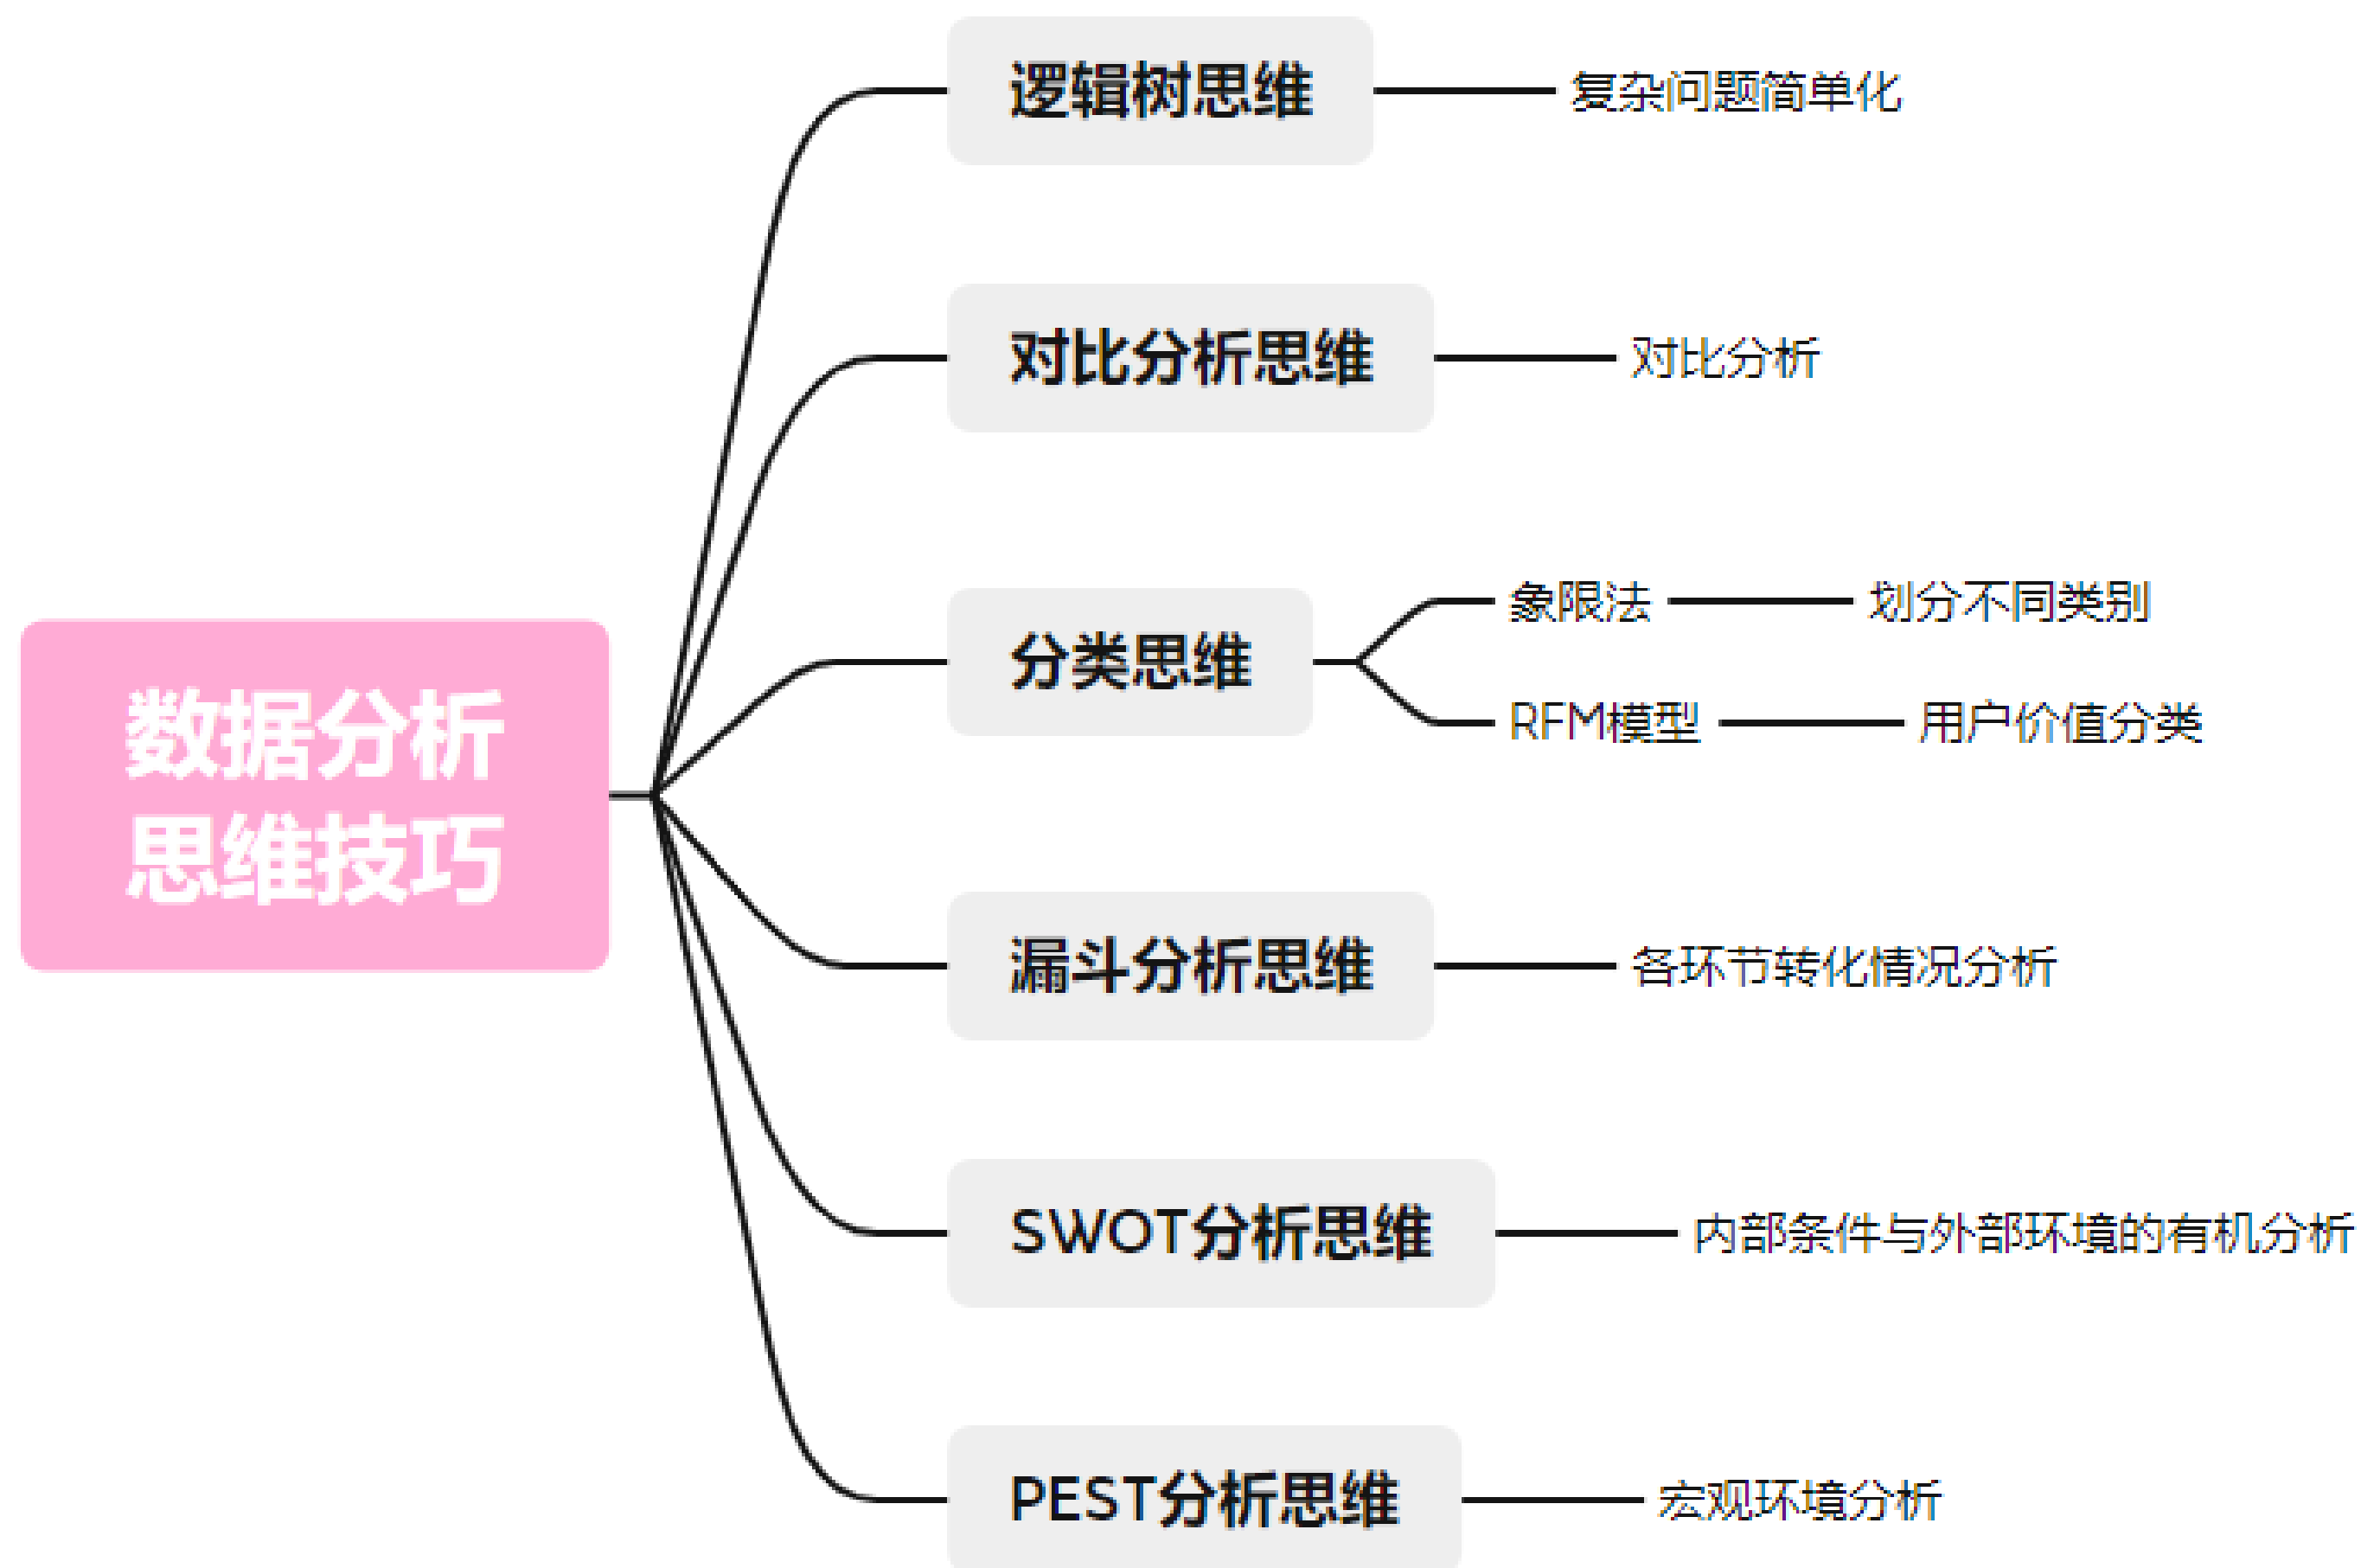 数据分析
思维技巧
逻辑树思维
复杂问题简单化
对比分析思维
对比分析
分类思维
象限法
划分不同类别
RFM模型
用户价值分类
漏斗分析思维
各环节转化情况分析
SWOT分析思维
内部条件与外部环境的有机分析
PEST分析思维
宏观环境分析